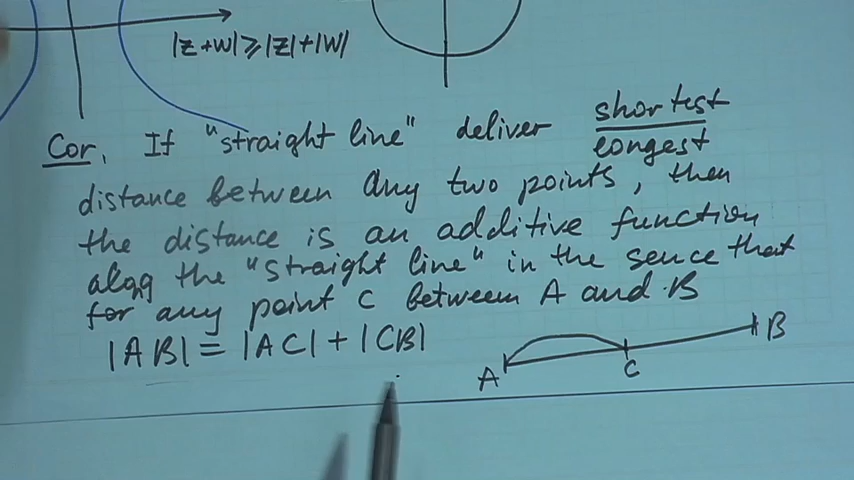 |z+w| ⩾ |z|+|w|
Cor. If "straight line" deliver shortest
longest
distance between any two points, then
the distance is an additive function
along the "straight line" in the sence that
for any point C between A and B
|AB| = |AC| + |CB|
A C B